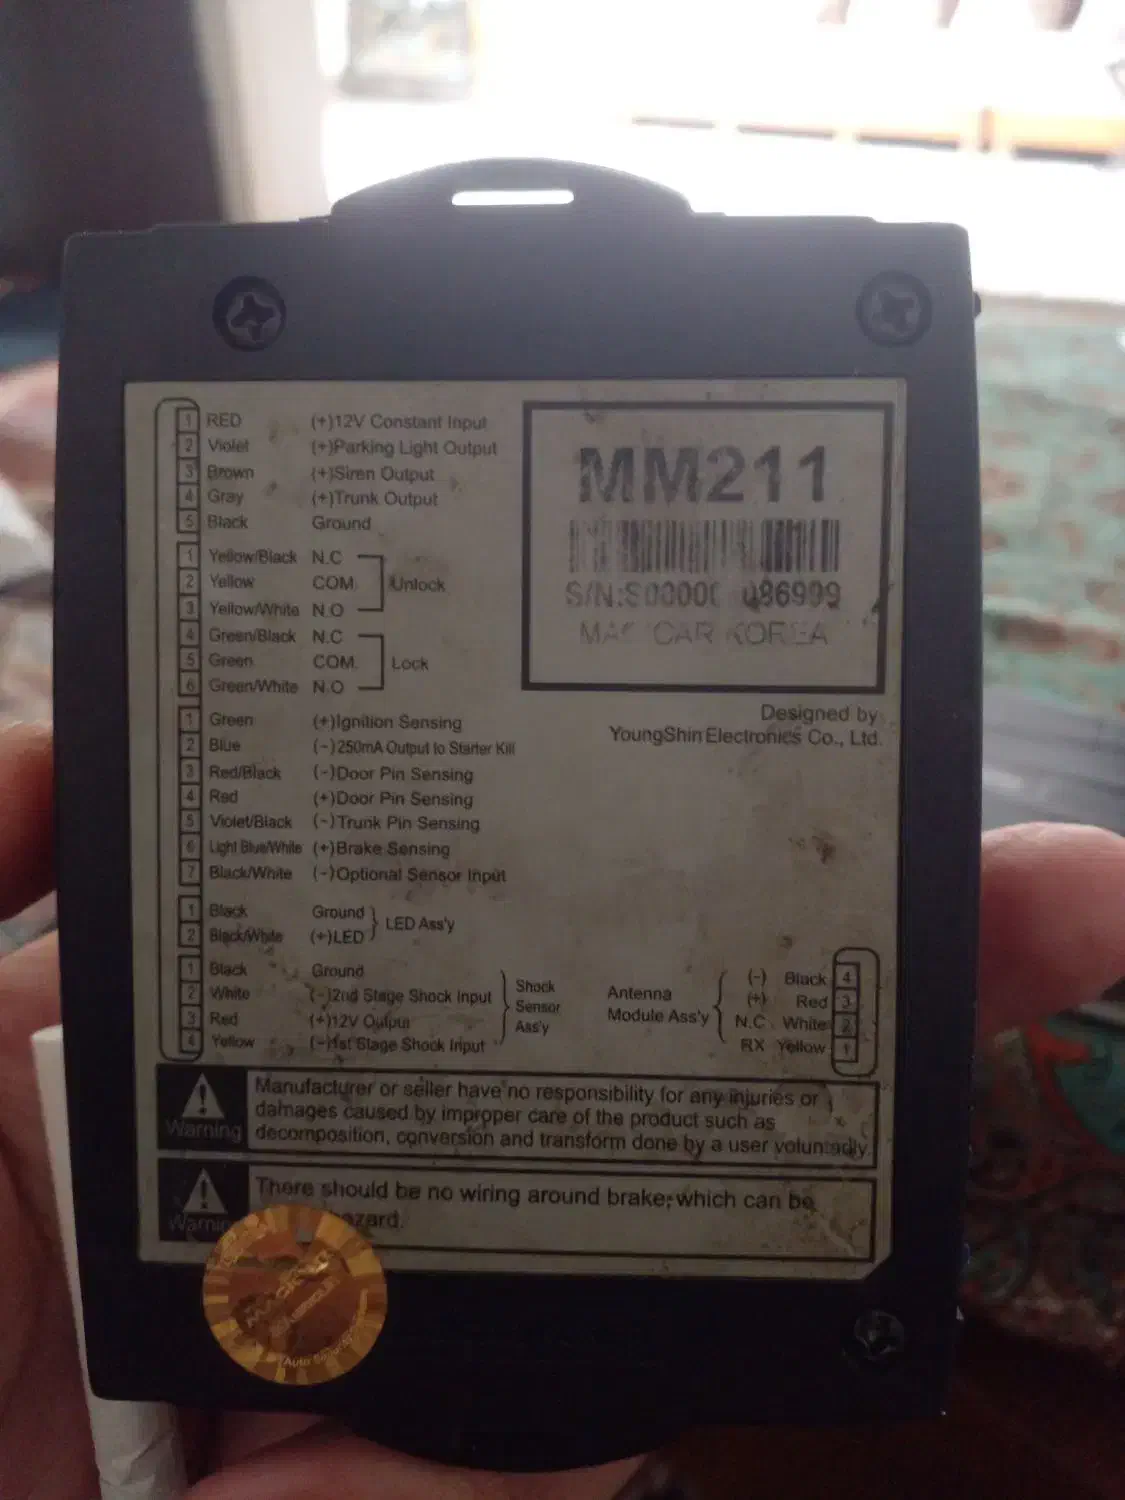 1 RED (+)12V Constant Input
2 Violet (+)Parking Light Output
3 Brown (+)Siren Output
4 Gray (+)Trunk Output
5 Black Ground
1 Yellow/Black N.C
2 Yellow COM. Unlock
3 Yellow/White N.O
4 Green/Black N.C
5 Green COM. Lock
6 Green/White N.O
1 Green (+)Ignition Sensing
2 Blue (-)250mA Output to Starter Kill
3 Red/Black (-)Door Pin Sensing
4 Red (+)Door Pin Sensing
5 Violet/Black (-)Trunk Pin Sensing
6 Light Blue/White (+)Brake Sensing
7 Black/White (-)Optional Sensor Input
1 Black Ground
2 Black/White (+)LED
LED Ass'y
1 Black Ground
2 White (-)2nd Stage Shock Input
3 Red (+)12V Output
4 Yellow (-)1st Stage Shock Input
Shock
Sensor
Ass'y
MM211
KOREA
Designed by
YoungShin Electronics Co., Ltd.
Antenna
Module Ass'y
(-) Black 4
(+) Red 3
N.C. White 2
RX Yellow 1
Warning
Manufacturer or seller have no responsibility for any injuries or
damages caused by improper care of the product such as
decomposition, conversion and transform done by a user voluntarily.
Warning
There should be no wiring around brake; which can be
Auto